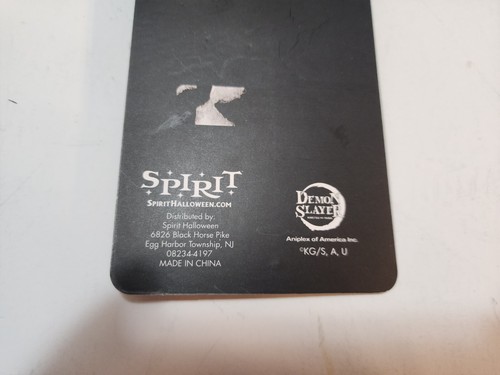 SPIRIT
SPIRITHALLOWEEN.COM
Distributed by:
Spirit Halloween
6826 Black Horse Pike
Egg Harbor Township, NJ
08234-4197
MADE IN CHINA
DEMON
SLAYER
Aniplex of America Inc.
©KG/S, A, U